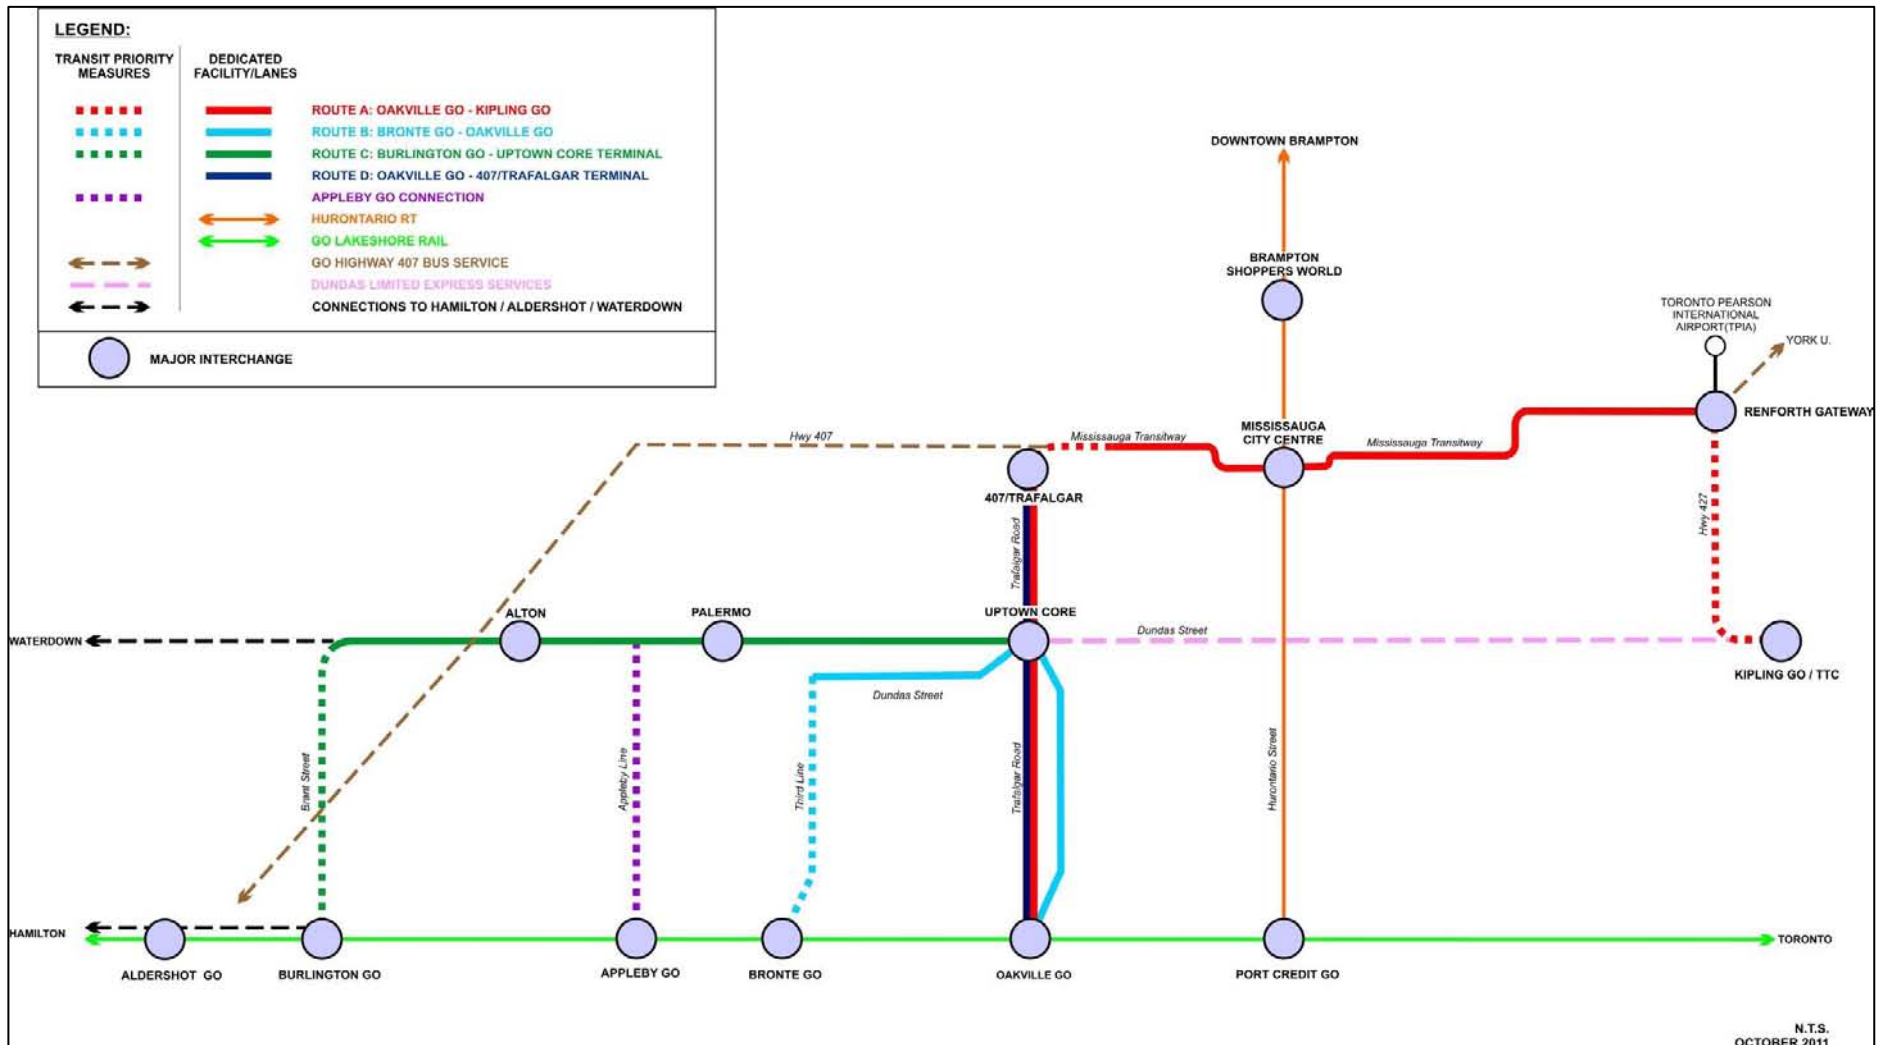 LEGEND:
TRANSIT PRIORITY
MEASURES
DEDICATED
FACILITY/LANES
ROUTE A: OAKVILLE GO - KIPLING GO
ROUTE B: BRONTE GO - OAKVILLE GO
ROUTE C: BURLINGTON GO - UPTOWN CORE TERMINAL
ROUTE D: OAKVILLE GO - 407/TRAFALGAR TERMINAL
APPLEBY GO CONNECTION
HURONTARIO RT
GO LAKESHORE RAIL
GO HIGHWAY 407 BUS SERVICE
DUNDAS LIMITED EXPRESS SERVICES
CONNECTIONS TO HAMILTON / ALDERSHOT / WATERDOWN
MAJOR INTERCHANGE
DOWNTOWN BRAMPTON
BRAMPTON
SHOPPERS WORLD
TORONTO PEARSON
INTERNATIONAL
AIRPORT(TPIA)
YORK U.
RENFORTH GATEWAY
MISSISSAUGA
CITY CENTRE
Hwy 407
Mississauga Transitway
Mississauga Transitway
407/TRAFALGAR
Hwy 427
Trafalgar Road
ALTON
PALERMO
UPTOWN CORE
Dundas Street
WATERDOWN
KIPLING GO / TTC
Dundas Street
Brant Street
Appleby Line
Third Line
Trafalgar Road
Hurontario Street
HAMILTON
TORONTO
ALDERSHOT GO
BURLINGTON GO
APPLEBY GO
BRONTE GO
OAKVILLE GO
PORT CREDIT GO
N.T.S.
OCTOBER 2011